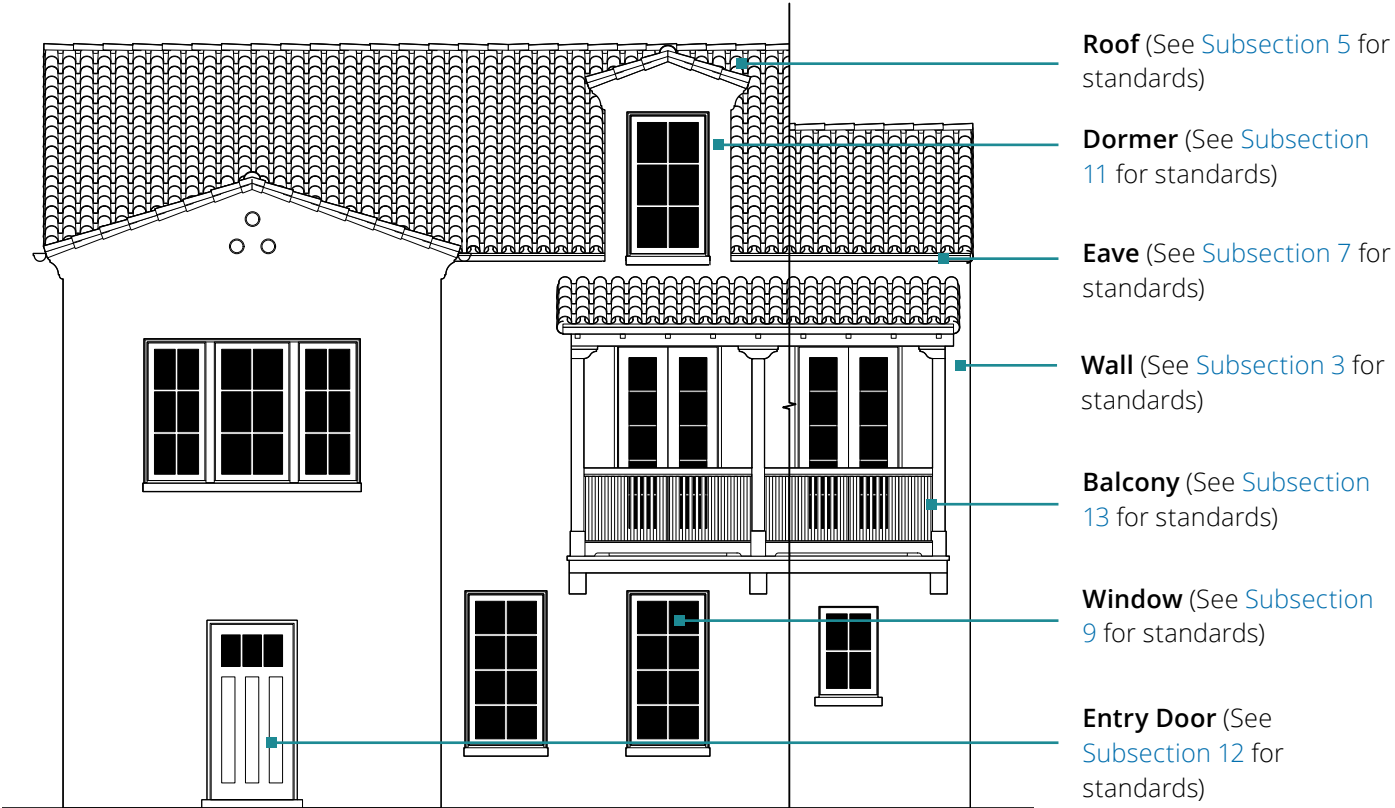 Roof (See Subsection 5 for
standards)
Dormer (See Subsection
11 for standards)
Eave (See Subsection 7 for
standards)
Wall (See Subsection 3 for
standards)
Balcony (See Subsection
13 for standards)
Window (See Subsection
9 for standards)
Entry Door (See
Subsection 12 for
standards)